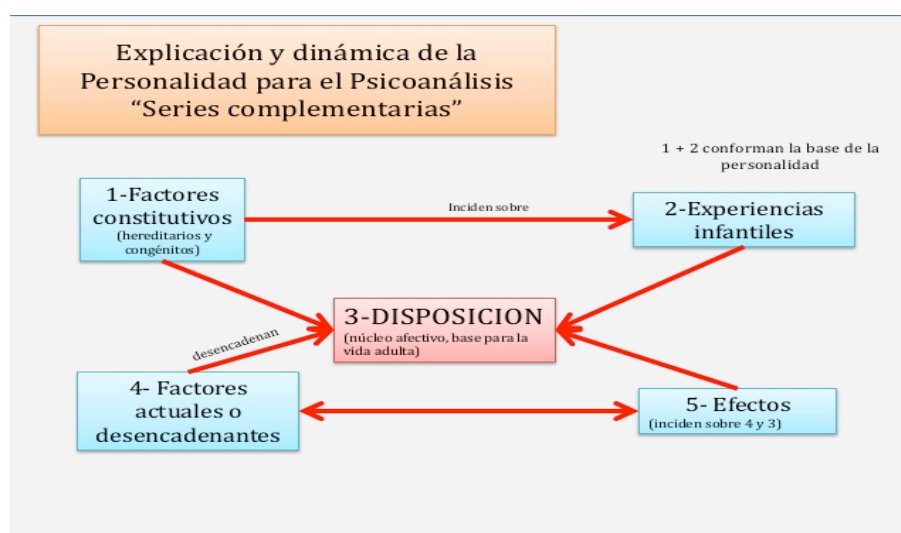 Explicación y dinámica de la
Personalidad para el Psicoanálisis
“Series complementarias”
1 + 2 conforman la base de la
personalidad
1-Factores
constitutivos
(hereditarios y
congénitos)
Inciden sobre
2-Experiencias
infantiles
3-DISPOSICION
(núcleo afectivo, base para la
vida adulta)
desencadenan
4- Factores
actuales o
desencadenantes
5- Efectos
(inciden sobre 4 y 3)